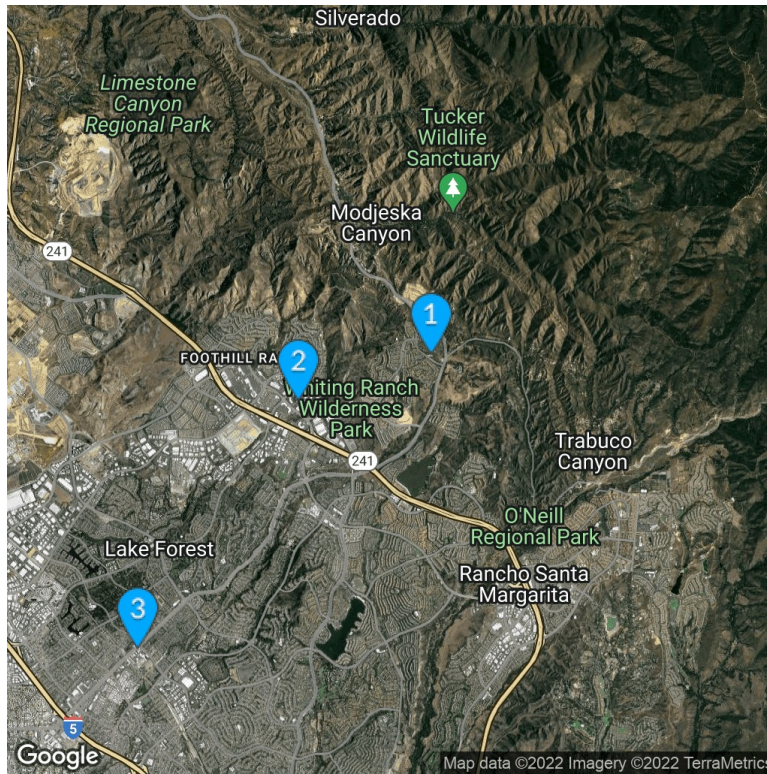 Silverado
Limestone
Canyon
Regional Park
Tucker
Wildlife
Sanctuary
Modjeska
Canyon
241
1
FOOTHILL RA
2
Whiting Ranch
Wilderness
Park
241
Trabuco
Canyon
O'Neill
Regional Park
Lake Forest
Rancho Santa
Margarita
3
5
Google
Map data ©2022 Imagery ©2022 TerraMetrics